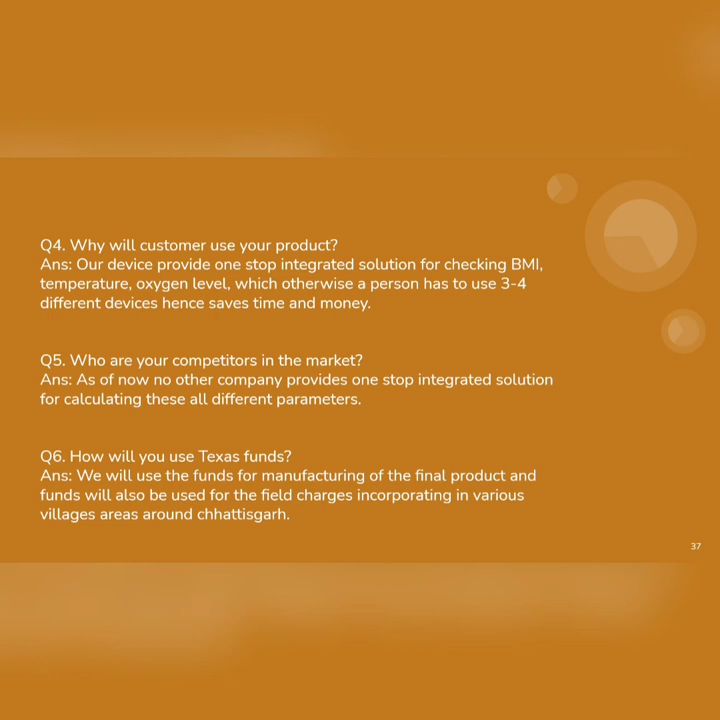 Q4. Why will customer use your product?
Ans: Our device provide one stop integrated solution for checking BMI,
temperature, oxygen level, which otherwise a person has to use 3-4
different devices hence saves time and money.
Q5. Who are your competitors in the market?
Ans: As of now no other company provides one stop integrated solution
for calculating these all different parameters.
Q6. How will you use Texas funds?
Ans: We will use the funds for manufacturing of the final product and
funds will also be used for the field charges incorporating in various
villages areas around chhattisgarh.
37